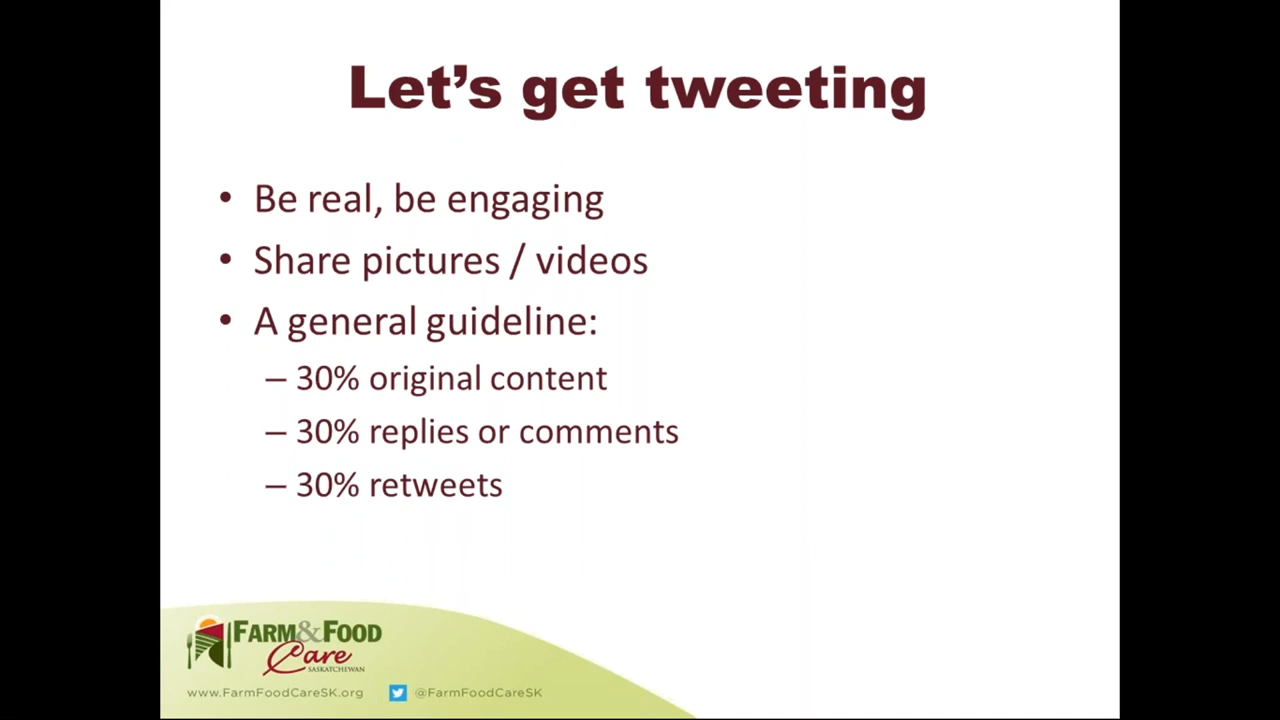 Let's get tweeting
• Be real, be engaging
• Share pictures / videos
• A general guideline:
– 30% original content
– 30% replies or comments
– 30% retweets
FARM & FOOD
Care
SASKATCHEWAN
www.FarmFoodCareSK.org @FarmFoodCareSK